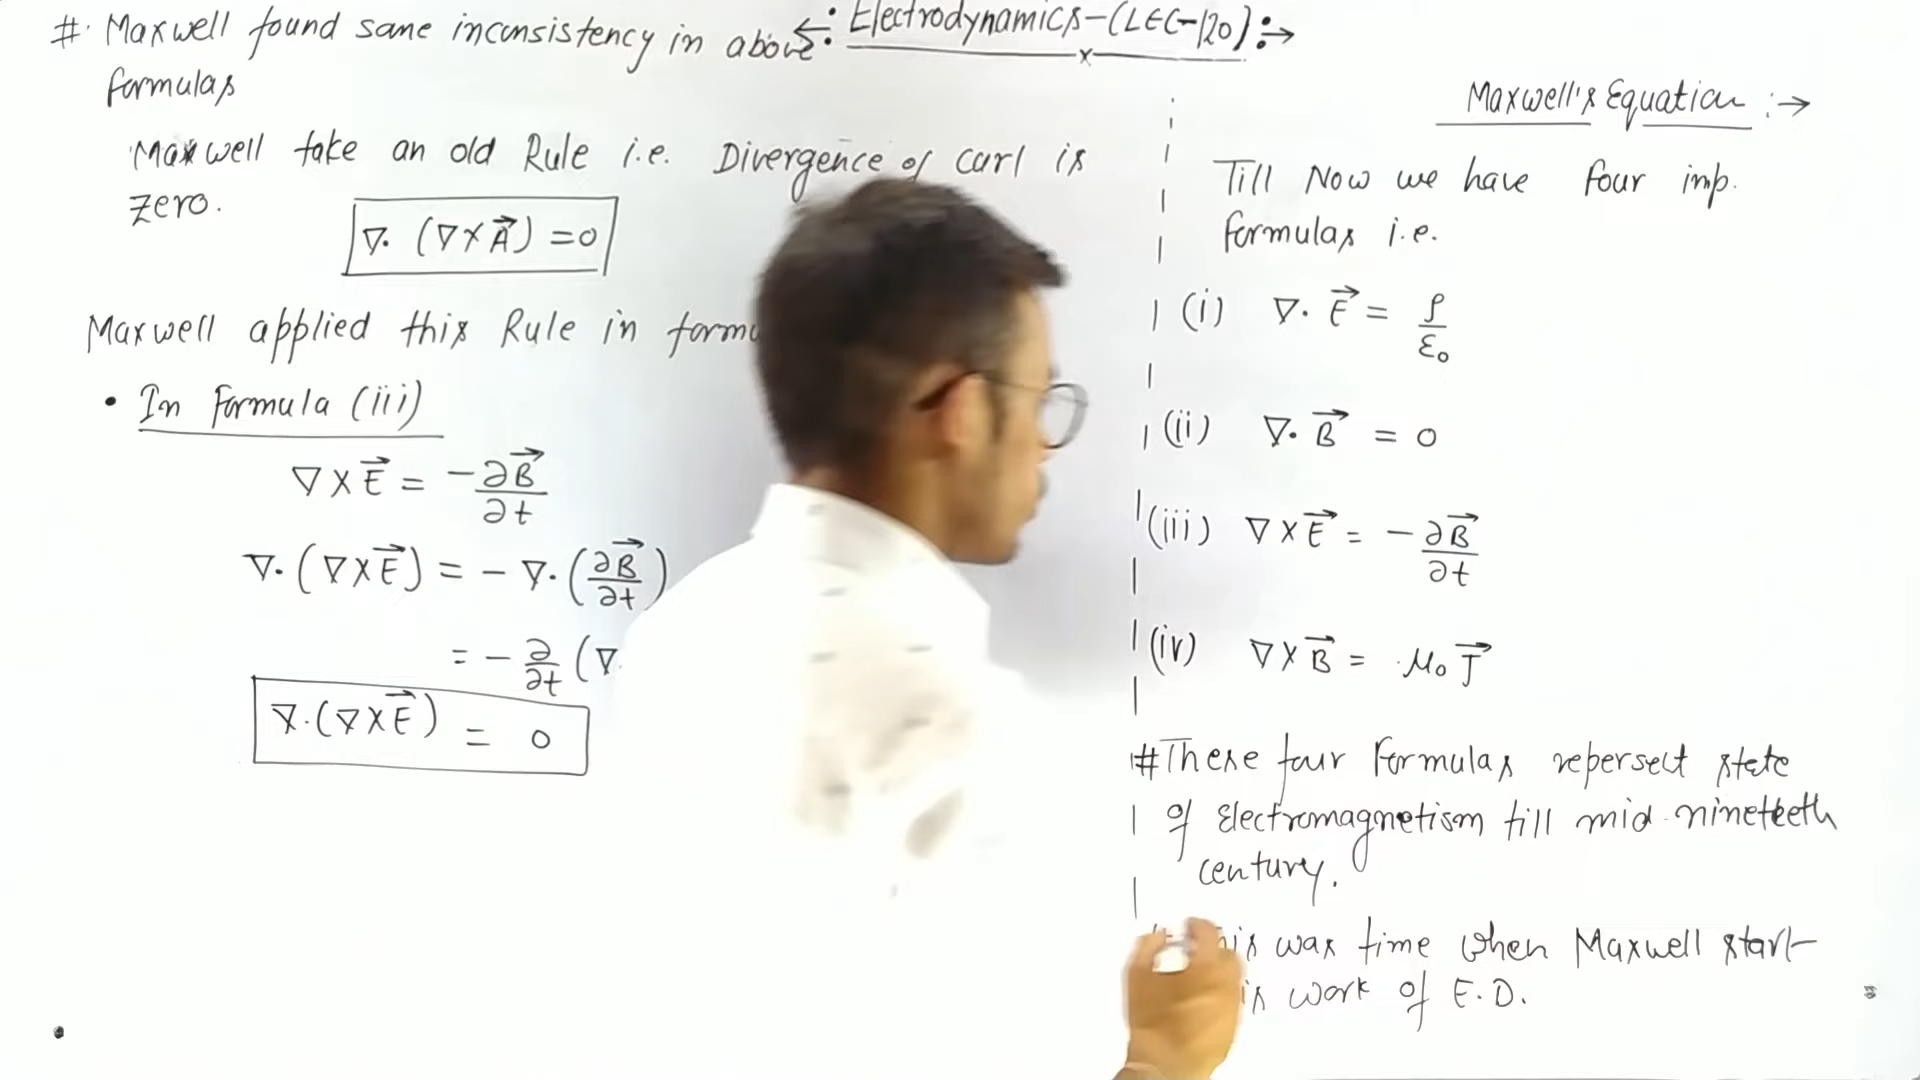 Electrodynamics-(LEC-120):→
# Maxwell found some inconsistency in above
formulas
Maxwell take an old Rule i.e. Divergence of curl is
zero.
∇·(∇×A⃗)=0
Maxwell applied this Rule in
• In Formula (iii)
∇×E⃗ = -∂B⃗/∂t
∇·(∇×E⃗) = -∇·(∂B⃗/∂t)
= -∂/∂t (∇·
∇·(∇×E⃗) = 0
Maxwell's Equation :→
Till Now we have four imp.
formulas i.e.
(i) ∇·E⃗ = ρ/ε₀
(ii) ∇·B⃗ = 0
(iii) ∇×E⃗ = -∂B⃗/∂t
(iv) ∇×B⃗ = μ₀J⃗
# These four Formulas repersect state
of Electromagnetism till mid nineteeth
century.
was time when Maxwell start-
work of E.D.